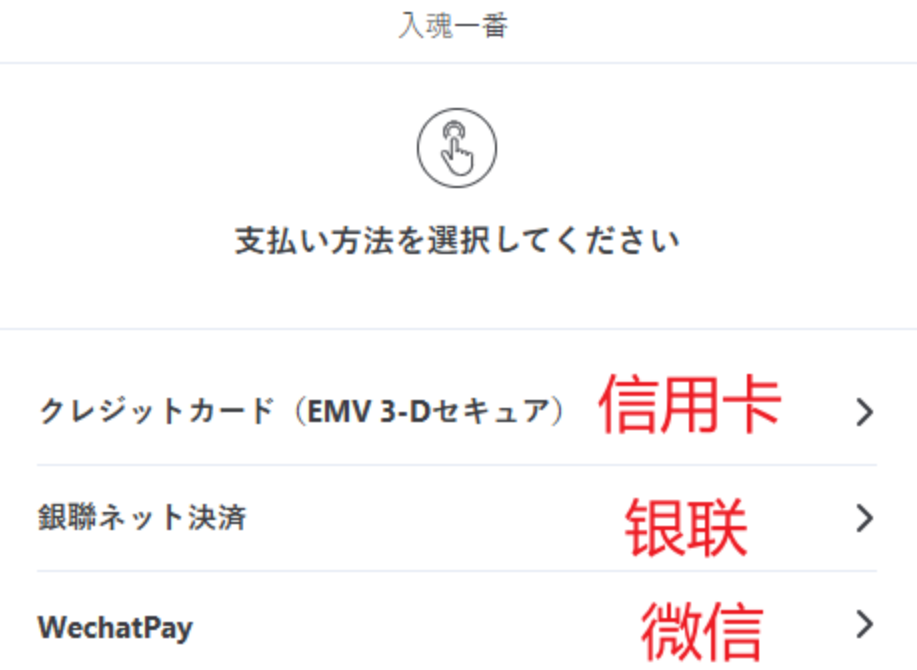 入魂一番
支払い方法を選択してください
クレジットカード（EMV 3-Dセキュア） 信用卡
銀聯ネット決済 银联
WechatPay 微信